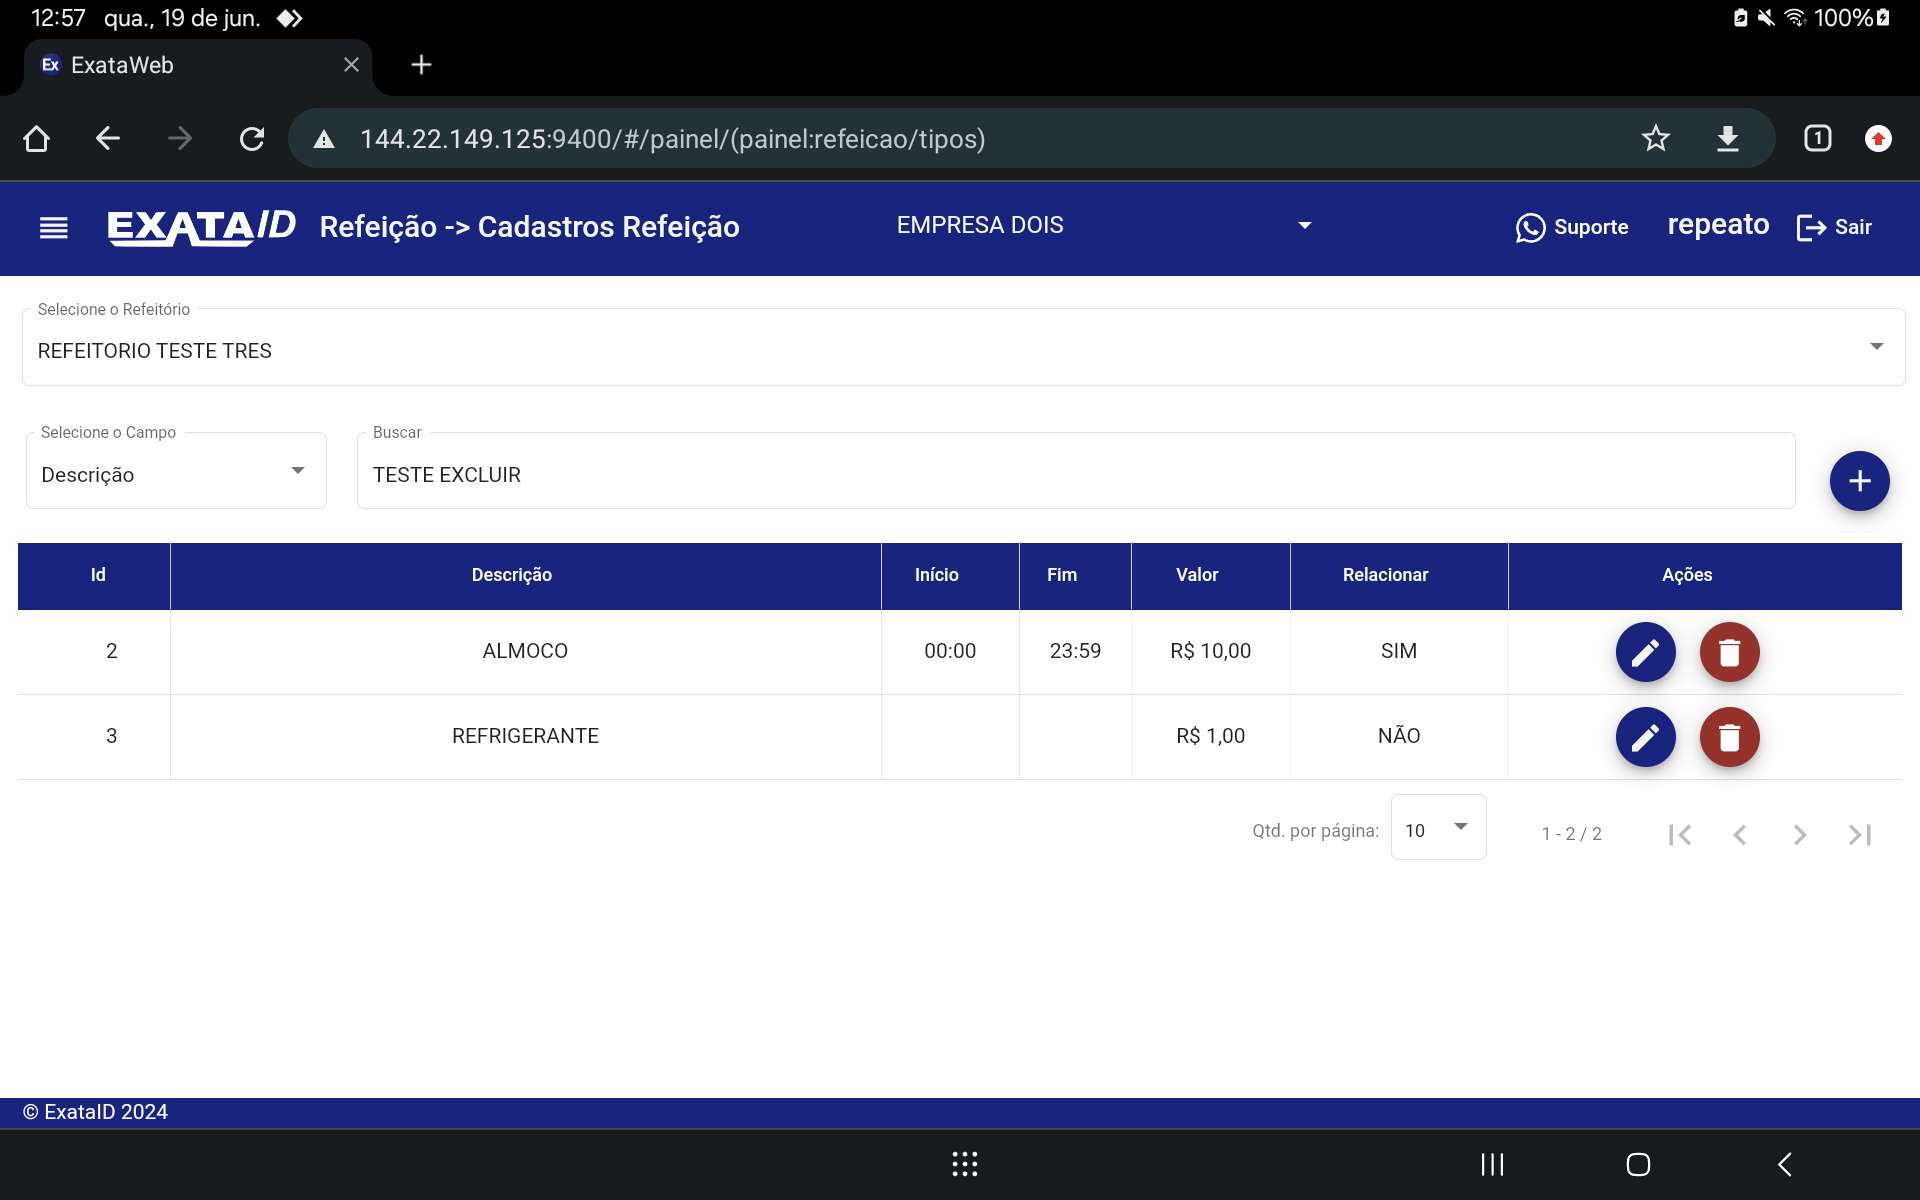 12:57 qua., 19 de jun. 100%
Ex ExataWeb
144.22.149.125:9400/#/painel/(painel:refeicao/tipos) 1
EXATAID Refeição -> Cadastros Refeição EMPRESA DOIS Suporte repeato Sair
Selecione o Refeitório
REFEITORIO TESTE TRES
Selecione o Campo Buscar
Descrição TESTE EXCLUIR
Id Descrição Início Fim Valor Relacionar Ações
2 ALMOCO 00:00 23:59 R$ 10,00 SIM
3 REFRIGERANTE R$ 1,00 NÃO
Qtd. por página: 10 1 - 2 / 2
© ExataID 2024